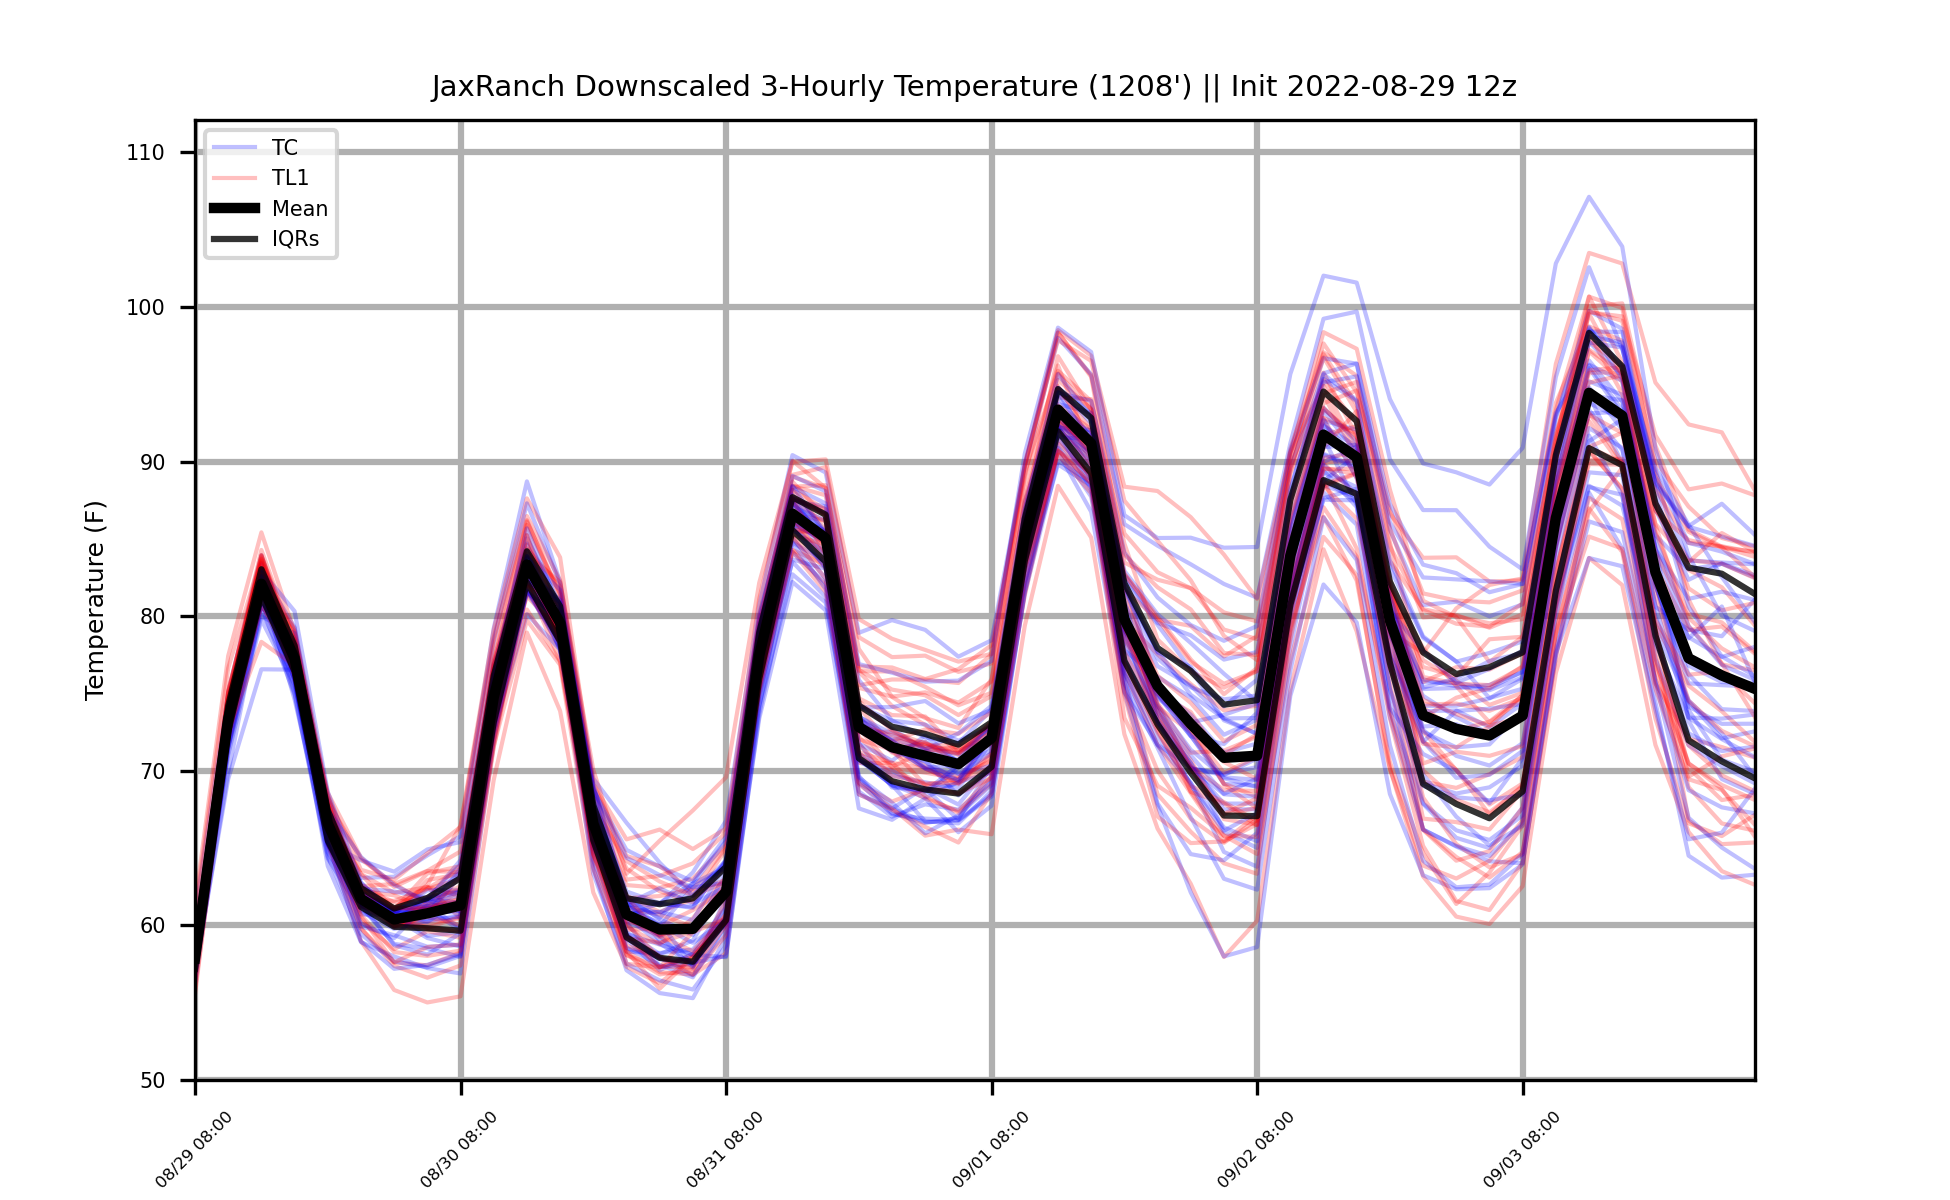 JaxRanch Downscaled 3-Hourly Temperature (1208') || Init 2022-08-29 12z
TC
TL1
Mean
IQRs
Temperature (F)
110
100
90
80
70
60
50
08/29 08:00
08/30 08:00
08/31 08:00
09/01 08:00
09/02 08:00
09/03 08:00